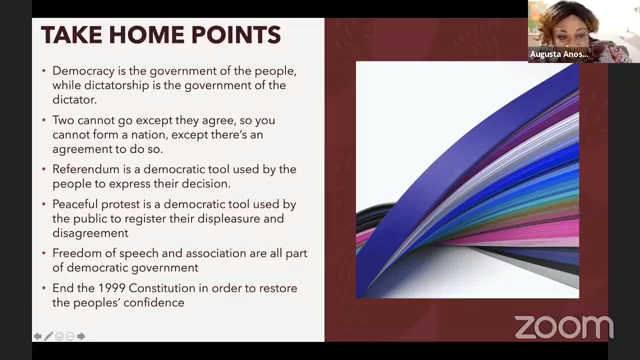 TAKE HOME POINTS
• Democracy is the government of the people,
while dictatorship is the government of the
dictator.
• Two cannot go except they agree, so you
cannot form a nation, except there's an
agreement to do so.
• Referendum is a democratic tool used by the
people to express their decision.
• Peaceful protest is a democratic tool used by
the public to register their displeasure and
disagreement
• Freedom of speech and association are all part
of democratic government
• End the 1999 Constitution in order to restore
the peoples' confidence
Augusta Anos...
zoom